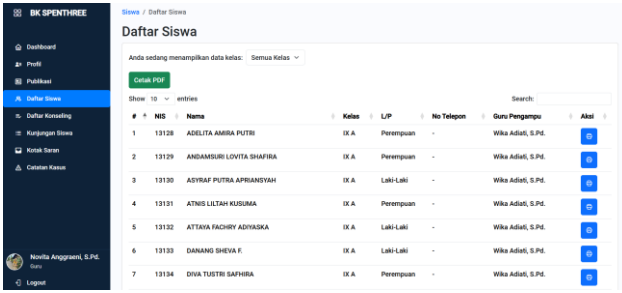 BK SPENTHREE
Dashboard
Profil
Publikasi
Daftar Siswa
Daftar Konseling
Kunjungan Siswa
Kotak Saran
Catatan Kasus
Novita Anggraeni, S.Pd.
Guru
Logout
Siswa / Daftar Siswa
Daftar Siswa
Anda sedang menampilkan data kelas: Semua Kelas
Cetak PDF
Show 10 entries Search:
# NIS Nama Kelas L/P No Telepon Guru Pengampu Aksi
1 13128 ADELITA AMIRA PUTRI IX A Perempuan - Wika Adiati, S.Pd.
2 13129 ANDAMSURI LOVITA SHAFIRA IX A Perempuan - Wika Adiati, S.Pd.
3 13130 ASYRAF PUTRA APRIANSYAH IX A Laki-Laki - Wika Adiati, S.Pd.
4 13131 ATNIS LILTAH KUSUMA IX A Perempuan - Wika Adiati, S.Pd.
5 13132 ATTAYA FACHRY ADIYASKA IX A Laki-Laki - Wika Adiati, S.Pd.
6 13133 DANANG SHEVA F. IX A Laki-Laki - Wika Adiati, S.Pd.
7 13134 DIVA TUSTRI SAFHIRA IX A Perempuan - Wika Adiati, S.Pd.